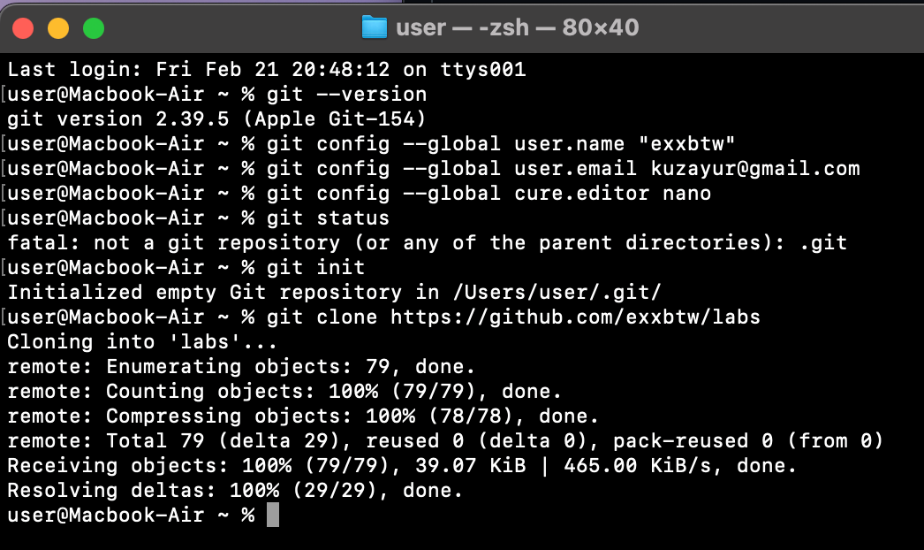 user — -zsh — 80×40
Last login: Fri Feb 21 20:48:12 on ttys001
[user@Macbook-Air ~ % git --version
git version 2.39.5 (Apple Git-154)
[user@Macbook-Air ~ % git config --global user.name "exxbtw"
[user@Macbook-Air ~ % git config --global user.email kuzayur@gmail.com
[user@Macbook-Air ~ % git config --global cure.editor nano
[user@Macbook-Air ~ % git status
fatal: not a git repository (or any of the parent directories): .git
[user@Macbook-Air ~ % git init
Initialized empty Git repository in /Users/user/.git/
[user@Macbook-Air ~ % git clone https://github.com/exxbtw/labs
Cloning into 'labs'...
remote: Enumerating objects: 79, done.
remote: Counting objects: 100% (79/79), done.
remote: Compressing objects: 100% (78/78), done.
remote: Total 79 (delta 29), reused 0 (delta 0), pack-reused 0 (from 0)
Receiving objects: 100% (79/79), 39.07 KiB | 465.00 KiB/s, done.
Resolving deltas: 100% (29/29), done.
user@Macbook-Air ~ %